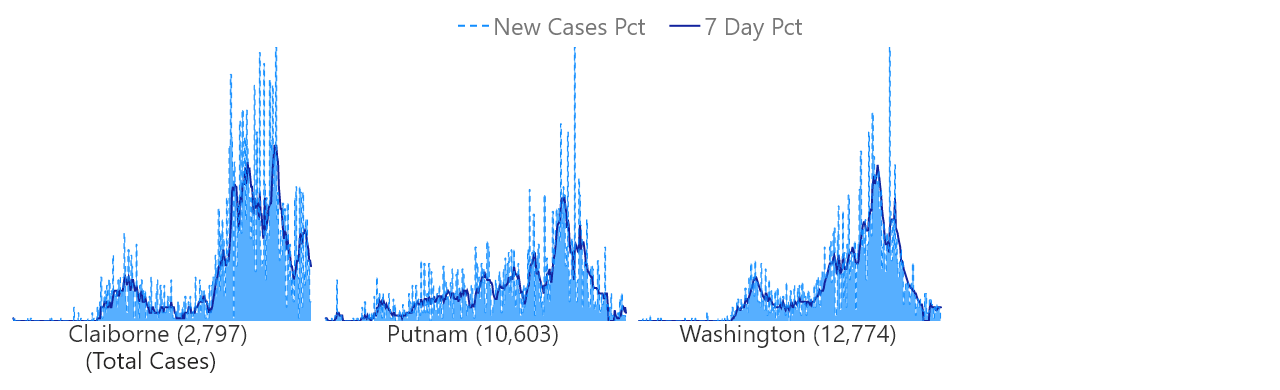 New Cases Pct 7 Day Pct
Claiborne (2,797) Putnam (10,603) Washington (12,774)
(Total Cases)